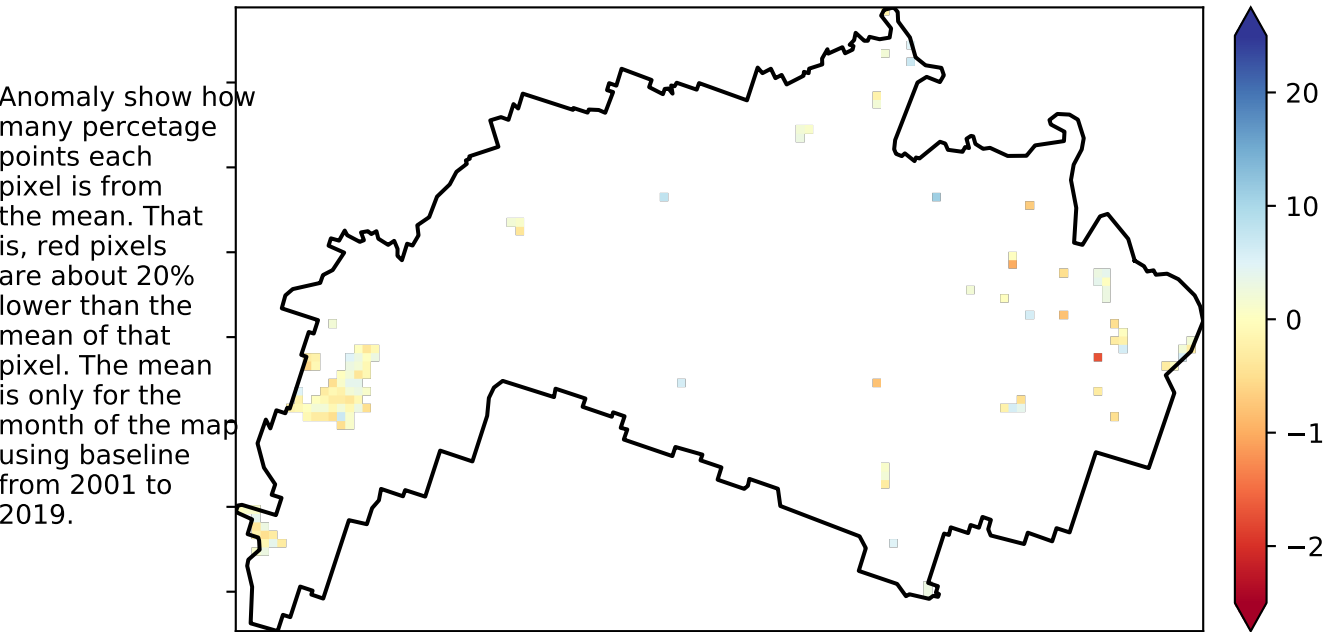 Anomaly show how
many percetage
points each
pixel is from
the mean. That
is, red pixels
are about 20%
lower than the
mean of that
pixel. The mean
is only for the
month of the map
using baseline
from 2001 to
2019.
20
10
0
−1
−2